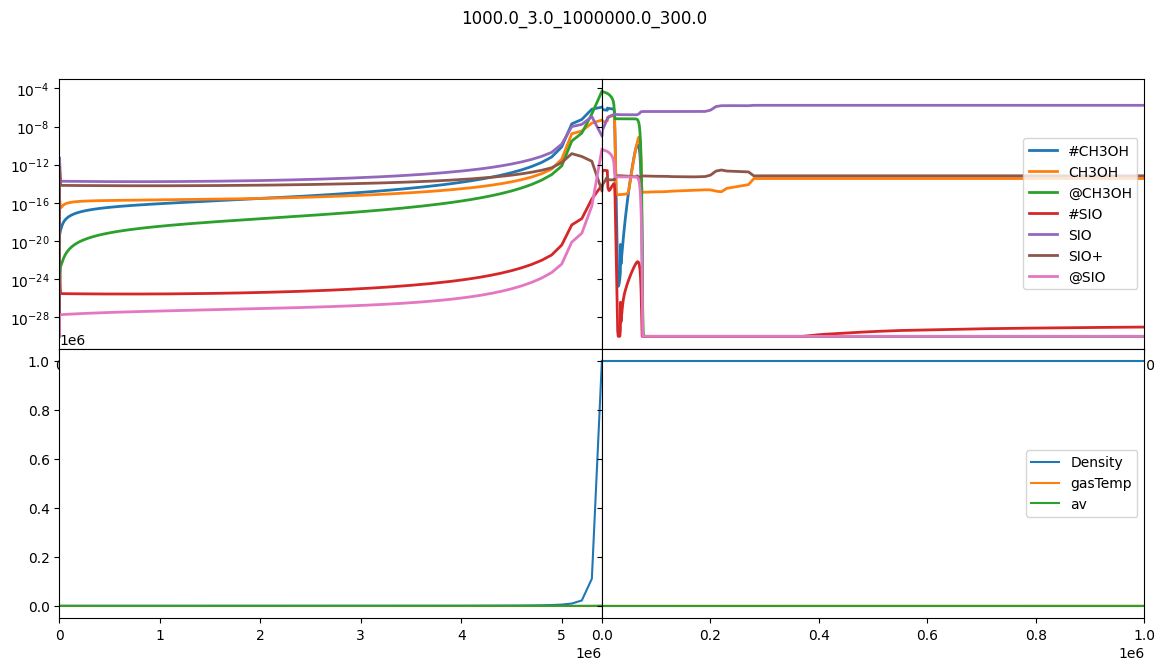 1000.0_3.0_1000000.0_300.0
10⁻⁴
10⁻⁸
10⁻¹²
10⁻¹⁶
10⁻²⁰
10⁻²⁴
10⁻²⁸
#CH3OH
CH3OH
@CH3OH
#SIO
SIO
SIO+
@SIO
1e6
0
1.0
0.8
0.6
0.4
0.2
0.0
Density
gasTemp
av
0 1 2 3 4 5 0.0 0.2 0.4 0.6 0.8 1.0
1e6 1e6